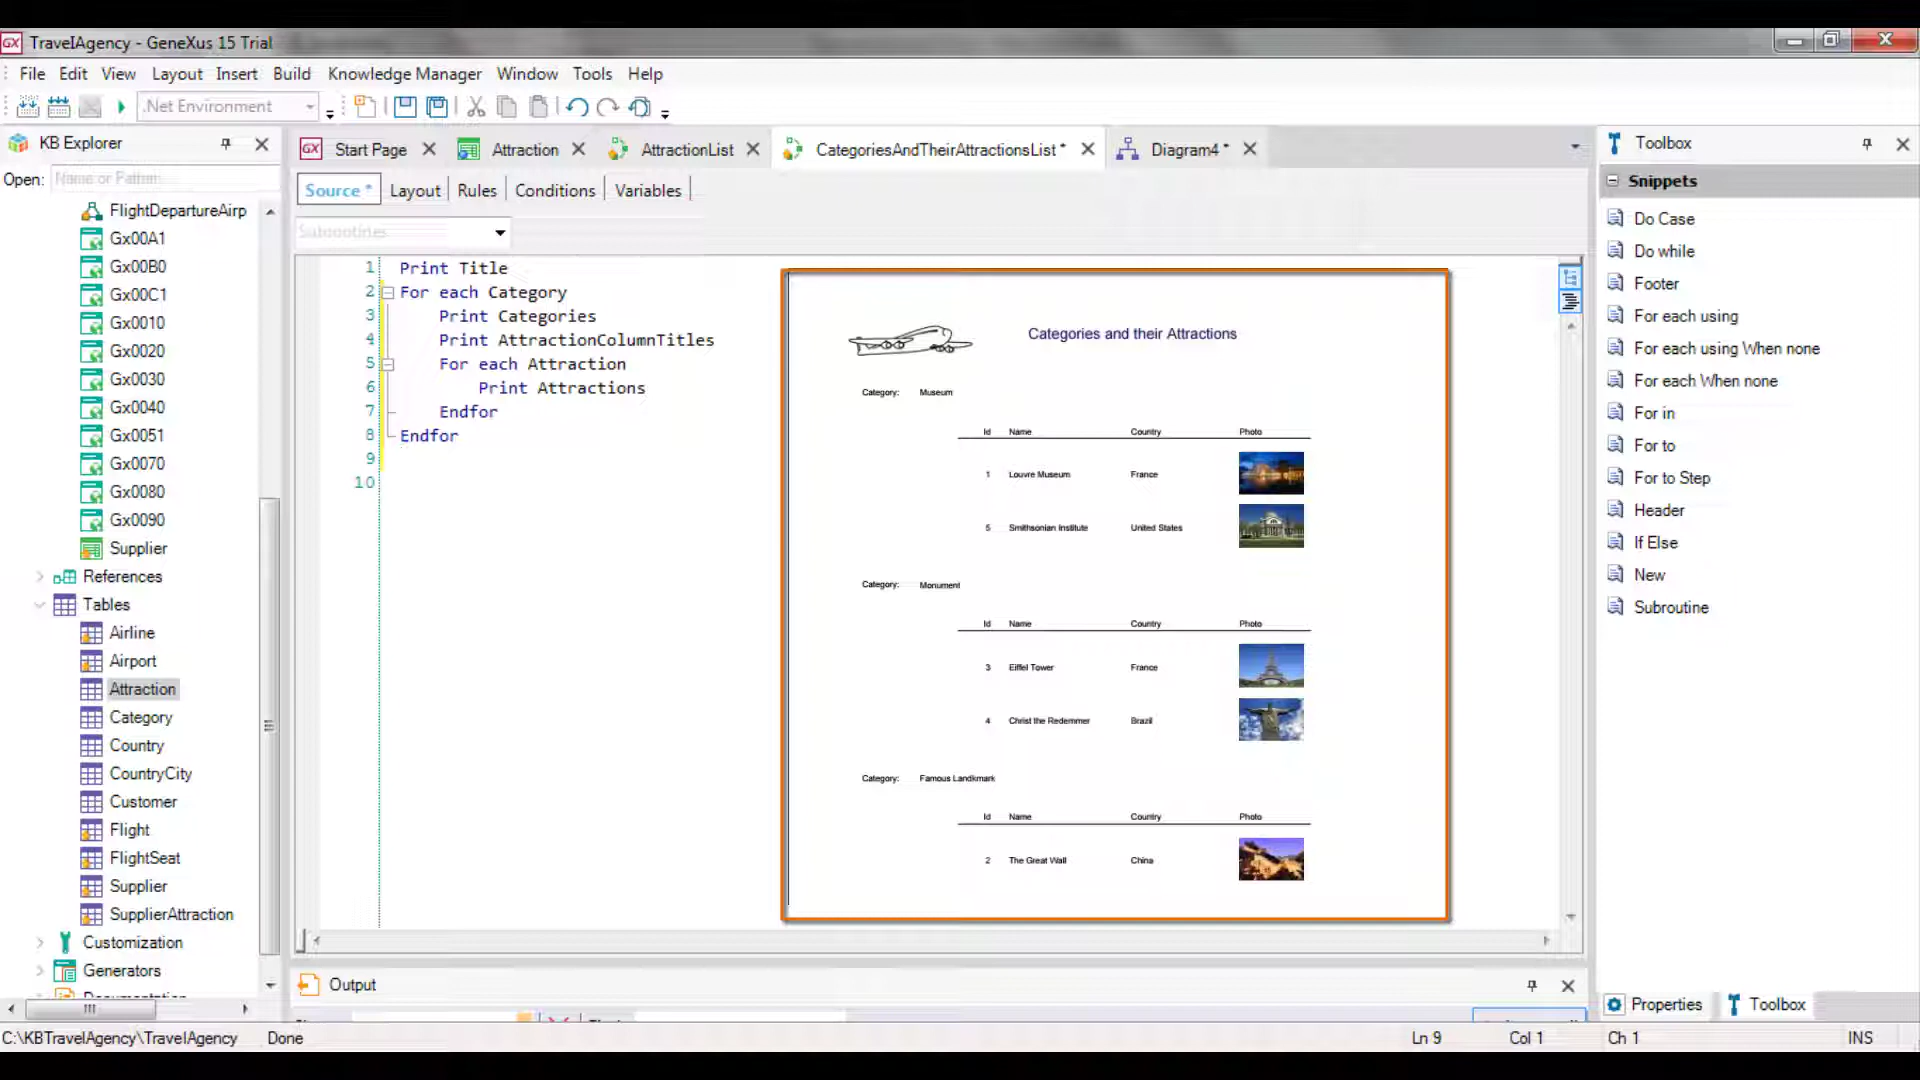 GX TravelAgency - GeneXus 15 Trial
File Edit View Layout Insert Build Knowledge Manager Window Tools Help
.Net Environment
KB Explorer
Open: Name or Pattern
FlightDepartureAirp
Gx00A1
Gx00B0
Gx00C1
Gx0010
Gx0020
Gx0030
Gx0040
Gx0051
Gx0070
Gx0080
Gx0090
Supplier
References
Tables
Airline
Airport
Attraction
Category
Country
CountryCity
Customer
Flight
FlightSeat
Supplier
SupplierAttraction
Customization
Generators
GX Start Page Attraction AttractionList CategoriesAndTheirAttractionsList * Diagram4 *
Source * Layout Rules Conditions Variables
Subroutines
1 Print Title
2 For each Category
3 Print Categories
4 Print AttractionColumnTitles
5 For each Attraction
6 Print Attractions
7 Endfor
8 Endfor
9
10
Categories and their Attractions
Category: Museum
Id Name Country Photo
1 Louvre Museum France
5 Smithsonian Institute United States
Category: Monument
Id Name Country Photo
3 Eiffel Tower France
4 Christ the Redemmer Brazil
Category: Famous Landkmark
Id Name Country Photo
2 The Great Wall China
Output
Toolbox
Snippets
Do Case
Do while
Footer
For each using
For each using When none
For each When none
For in
For to
For to Step
Header
If Else
New
Subroutine
Properties Toolbox
C:\KBTravelAgency\TravelAgency Done Ln 9 Col 1 Ch 1 INS